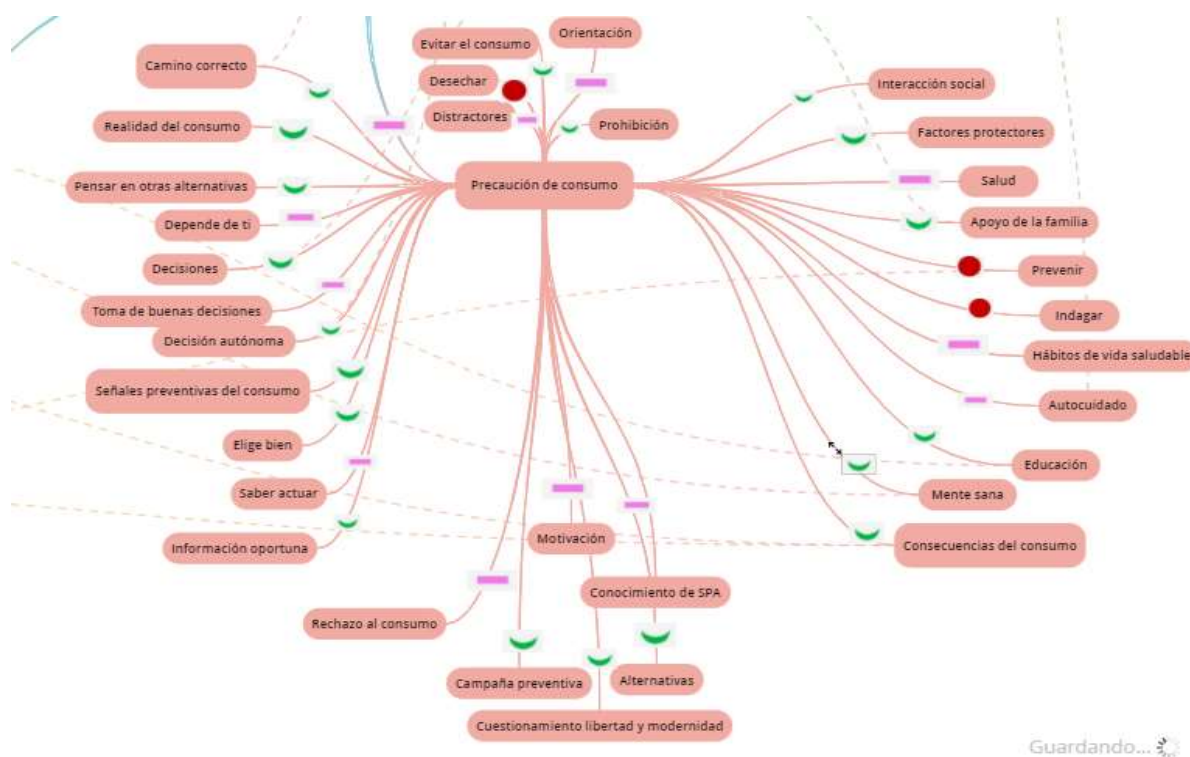 Orientación
Evitar el consumo
Camino correcto
Desechar
Distractores
Prohibición
Interacción social
Realidad del consumo
Factores protectores
Precaución de consumo
Pensar en otras alternativas
Salud
Depende de ti
Apoyo de la familia
Decisiones
Prevenir
Toma de buenas decisiones
Indagar
Decisión autónoma
Hábitos de vida saludable
Señales preventivas del consumo
Autocuidado
Elige bien
Educación
Saber actuar
Mente sana
Información oportuna
Motivación
Consecuencias del consumo
Conocimiento de SPA
Rechazo al consumo
Campaña preventiva
Alternativas
Cuestionamiento libertad y modernidad
Guardando...